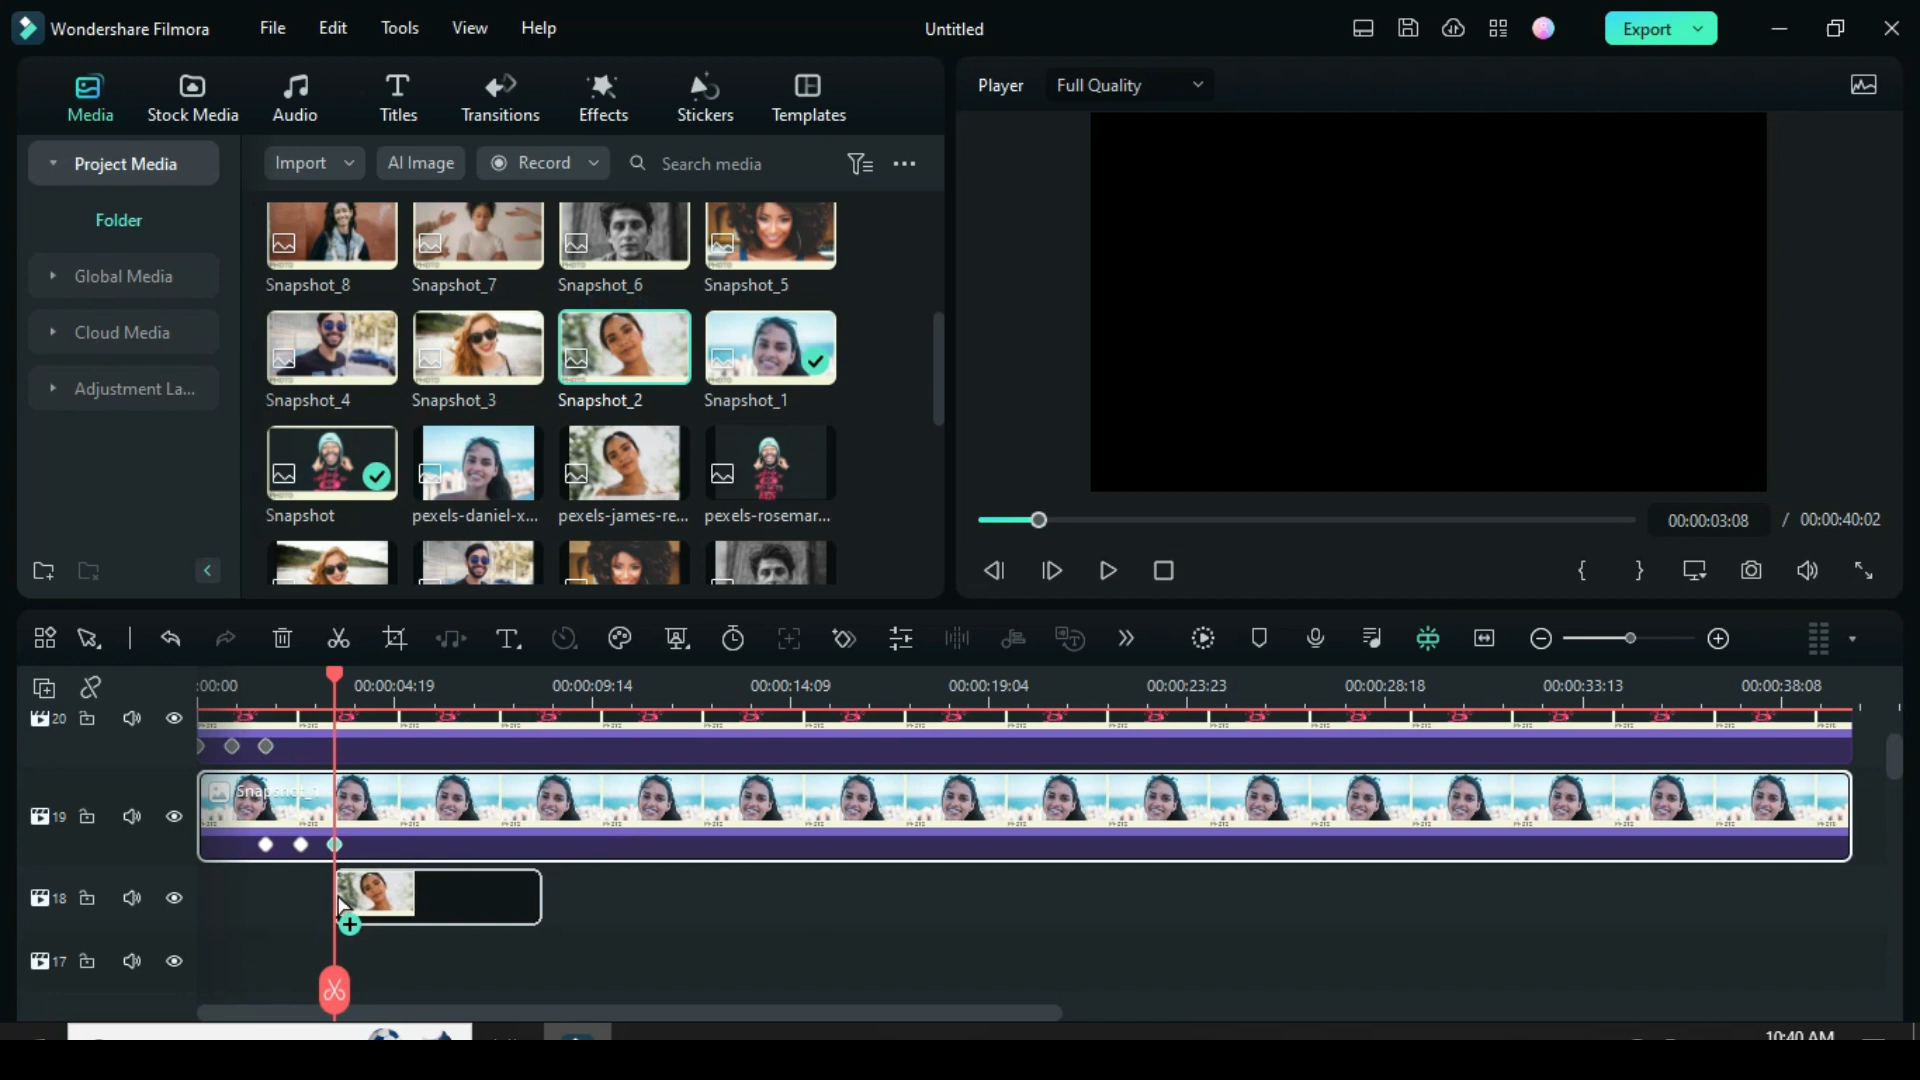 Wondershare Filmora
File
Edit
Tools
View
Help
Untitled
Export
Media
Stock Media
Audio
Titles
Transitions
Effects
Stickers
Templates
Player
Full Quality
Project Media
Import
AI Image
Record
Search media
Folder
Global Media
Cloud Media
Adjustment La...
Snapshot_8
Snapshot_7
Snapshot_6
Snapshot_5
Snapshot_4
Snapshot_3
Snapshot_2
Snapshot_1
Snapshot
pexels-daniel-x...
pexels-james-re...
pexels-rosemar...
00:00:03:08 / 00:00:40:02
:00:00
00:00:04:19
00:00:09:14
00:00:14:09
00:00:19:04
00:00:23:23
00:00:28:18
00:00:33:13
00:00:38:08
20
19
18
17
10:40 AM